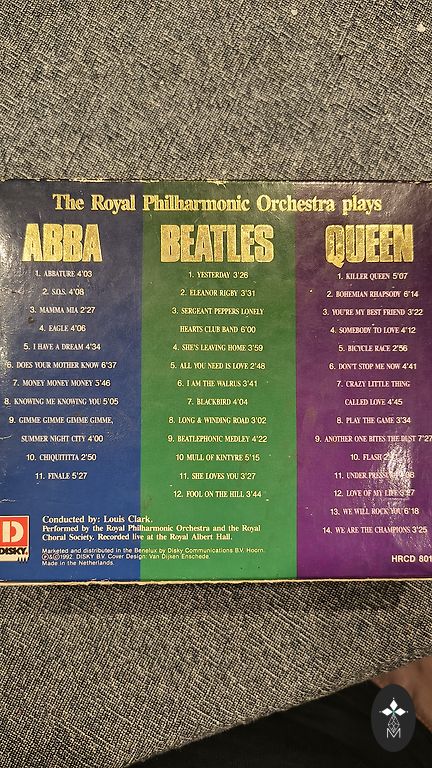 The Royal Philharmonic Orchestra plays
ABBA
1. ABBATURE 4'03
2. S.O.S. 4'08
3. MAMMA MIA 2'27
4. EAGLE 4'06
5. I HAVE A DREAM 4'34
6. DOES YOUR MOTHER KNOW 6'37
7. MONEY MONEY MONEY 3'46
8. KNOWING ME KNOWING YOU 5'05
9. GIMME GIMME GIMME GIMME,
SUMMER NIGHT CITY 4'00
10. CHIQUITITTA 2'50
11. FINALE 5'27
BEATLES
1. YESTERDAY 3'26
2. ELEANOR RIGBY 3'31
3. SERGEANT PEPPERS LONELY
HEARTS CLUB BAND 6'00
4. SHE'S LEAVING HOME 3'59
5. ALL YOU NEED IS LOVE 2'48
6. I AM THE WALRUS 3'41
7. BLACKBIRD 4'04
8. LONG & WINDING ROAD 3'02
9. BEATLEPHONIC MEDLEY 4'22
10 MULL OF KINTYRE 5'15
11. SHE LOVES YOU 3'27
12. FOOL ON THE HILL 3'44
QUEEN
1. KILLER QUEEN 5'07
2. BOHEMIAN RHAPSODY 6'14
3. YOU'RE MY BEST FRIEND 3'22
4. SOMEBODY TO LOVE 4'12
5. BICYCLE RACE 2'56
6. DON'T STOP ME NOW 4'41
7. CRAZY LITTLE THING
CALLED LOVE 4'45
8. PLAY THE GAME 3'34
9. ANOTHER ONE BITES THE DUST 7'27
10. FLASH
11. UNDER
12. LOVE OF MY LIFE 3'27
13. WE WILL ROCK YOU 6'18
14. WE ARE THE CHAMPIONS 3'25
D
DISKY
Conducted by: Louis Clark.
Performed by the Royal Philharmonic Orchestra and the Royal
Choral Society. Recorded live at the Royal Albert Hall.
Marketed and distributed in the Benelux by Disky Communications B.V. Hoorn.
℗&©1992. DISKY B.V. Cover Design: Van Dijken Enschede.
Made in the Netherlands.
HRCD 801
M